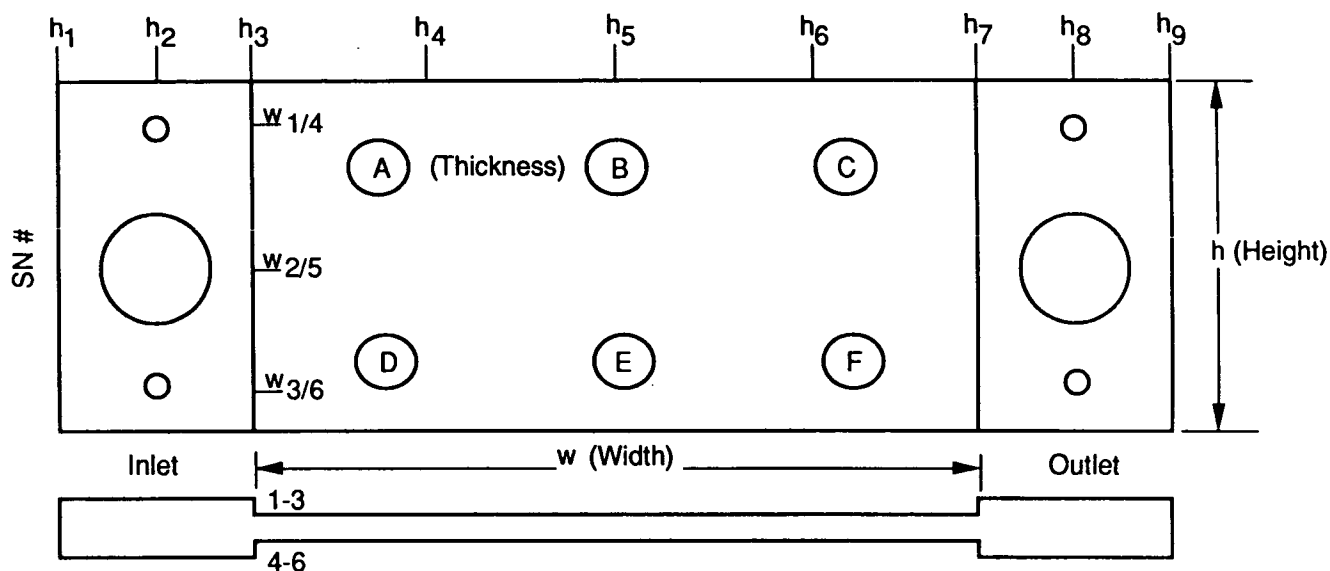 h1 h2 h3 h4 h5 h6 h7 h8 h9
w 1/4
A (Thickness) B C
SN #
w 2/5
h (Height)
D E F
w 3/6
Inlet w (Width) Outlet
1-3
4-6